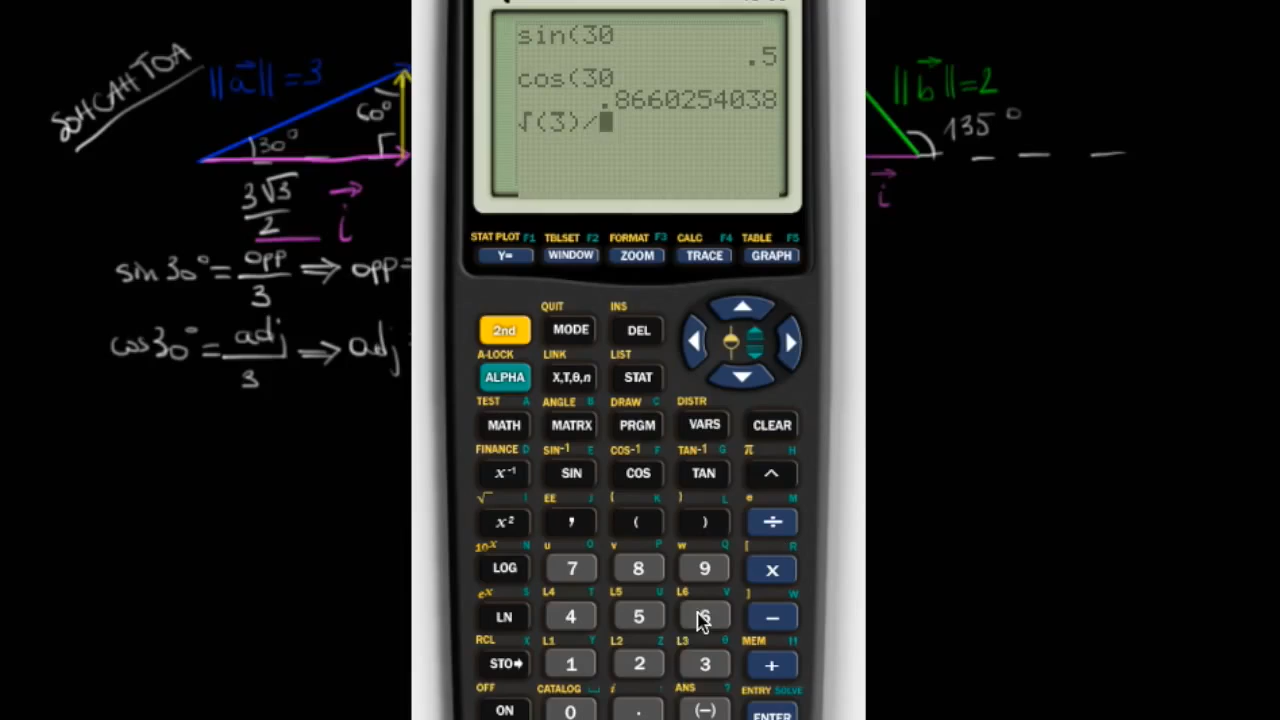 sin(30
.5
cos(30
.8660254038
√(3)/
SOHCAHTOA
||a⃗||=3
60°
30°
3√3
2
i⃗
sin30°=opp/3 ⟹ opp=
cos30°=adj/3 ⟹ adj
||b⃗||=2
135°
i⃗
STAT PLOT F1 TBLSET F2 FORMAT F3 CALC F4 TABLE F5
Y= WINDOW ZOOM TRACE GRAPH
QUIT INS
2nd MODE DEL
A-LOCK LINK LIST
ALPHA X,T,θ,n STAT
TEST A ANGLE B DRAW C DISTR
MATH MATRX PRGM VARS CLEAR
FINANCE D SIN⁻¹ E COS⁻¹ F TAN⁻¹ G π H
x⁻¹ SIN COS TAN ^
√ I EE J { K } L e M
x² , ( ) ÷
10ˣ N u O v P w Q [ R
LOG 7 8 9 x
eˣ S L4 T L5 U L6 V ] W
LN 4 5 6 −
RCL X L1 Y L2 Z L3 θ MEM "
STO➔ 1 2 3 +
OFF CATALOG i : ANS ? ENTRY SOLVE
ON 0 . (−) ENTER